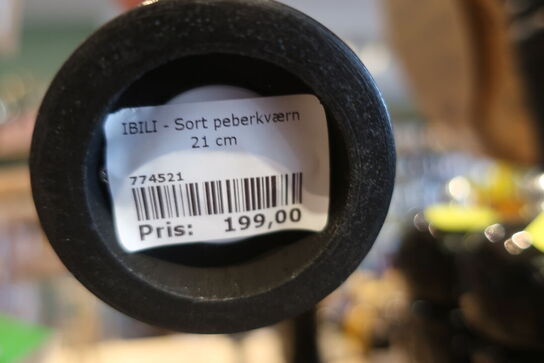 IBILI - Sort peberkværn
21 cm
774521
Pris: 199,00